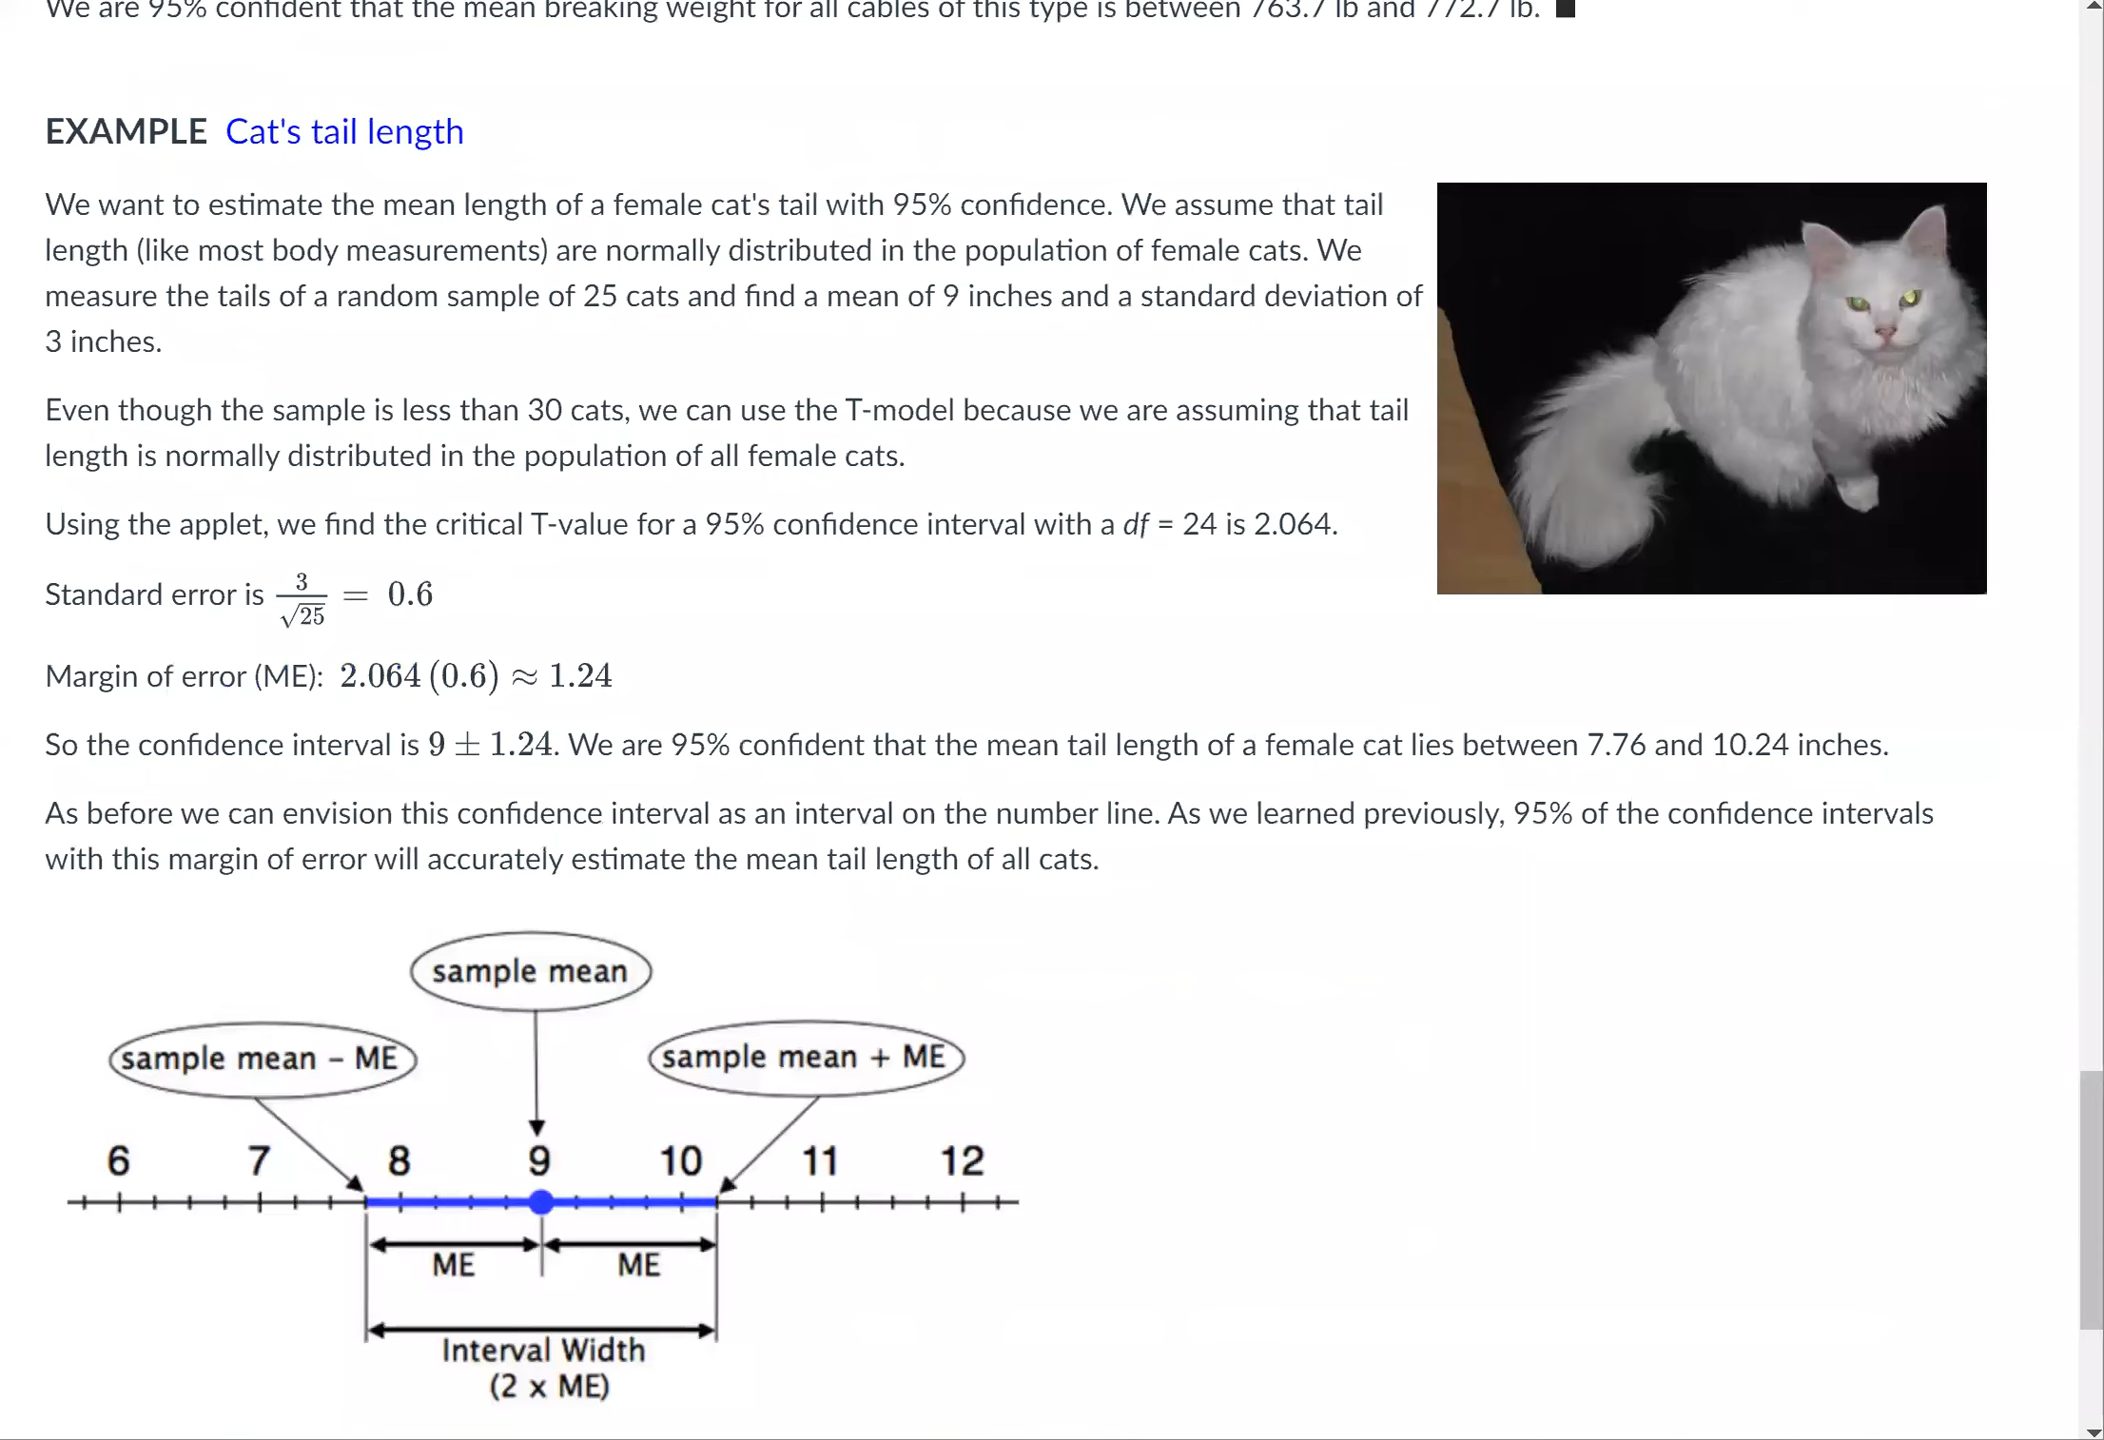 We are 95% confident that the mean breaking weight for all cables of this type is between 763.7 lb and 772.7 lb. ■
EXAMPLE Cat's tail length
We want to estimate the mean length of a female cat's tail with 95% confidence. We assume that tail
length (like most body measurements) are normally distributed in the population of female cats. We
measure the tails of a random sample of 25 cats and find a mean of 9 inches and a standard deviation of
3 inches.
Even though the sample is less than 30 cats, we can use the T-model because we are assuming that tail
length is normally distributed in the population of all female cats.
Using the applet, we find the critical T-value for a 95% confidence interval with a df = 24 is 2.064.
Standard error is 3/√25 = 0.6
Margin of error (ME): 2.064 (0.6) ≈ 1.24
So the confidence interval is 9 ± 1.24. We are 95% confident that the mean tail length of a female cat lies between 7.76 and 10.24 inches.
As before we can envision this confidence interval as an interval on the number line. As we learned previously, 95% of the confidence intervals
with this margin of error will accurately estimate the mean tail length of all cats.
sample mean
sample mean – ME
sample mean + ME
6 7 8 9 10 11 12
ME ME
Interval Width
(2 x ME)